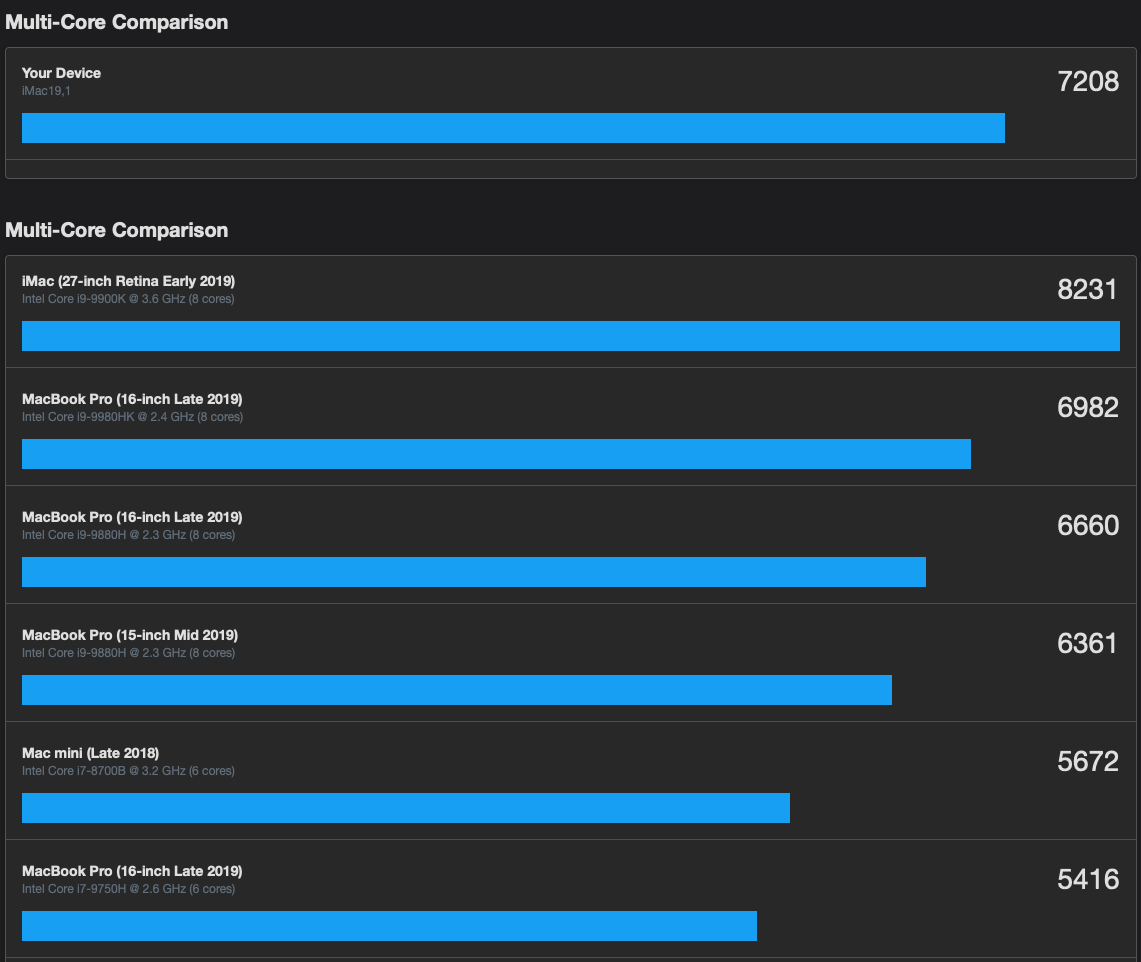 Multi-Core Comparison
Your Device
iMac19,1
7208
Multi-Core Comparison
iMac (27-inch Retina Early 2019)
Intel Core i9-9900K @ 3.6 GHz (8 cores)
8231
MacBook Pro (16-inch Late 2019)
Intel Core i9-9980HK @ 2.4 GHz (8 cores)
6982
MacBook Pro (16-inch Late 2019)
Intel Core i9-9880H @ 2.3 GHz (8 cores)
6660
MacBook Pro (15-inch Mid 2019)
Intel Core i9-9880H @ 2.3 GHz (8 cores)
6361
Mac mini (Late 2018)
Intel Core i7-8700B @ 3.2 GHz (6 cores)
5672
MacBook Pro (16-inch Late 2019)
Intel Core i7-9750H @ 2.6 GHz (6 cores)
5416